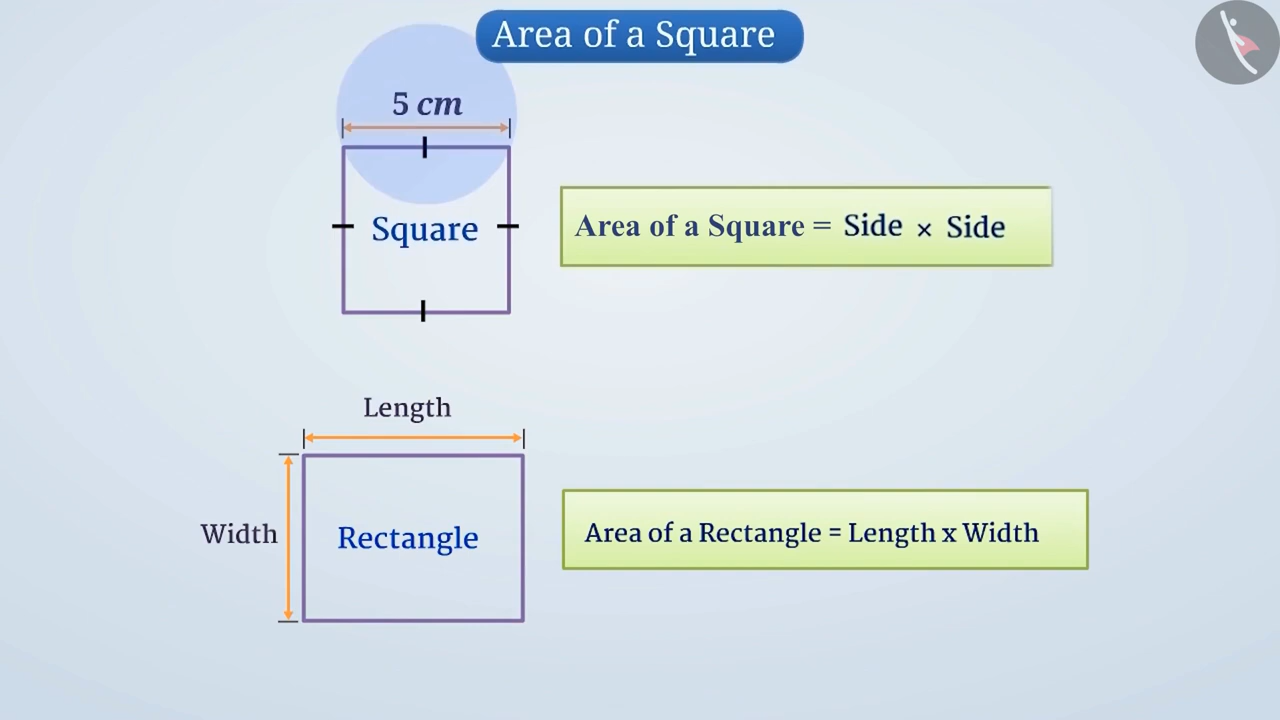 Area of a Square
5 cm
Square
Area of a Square = Side × Side
Length
Width
Rectangle
Area of a Rectangle = Length x Width